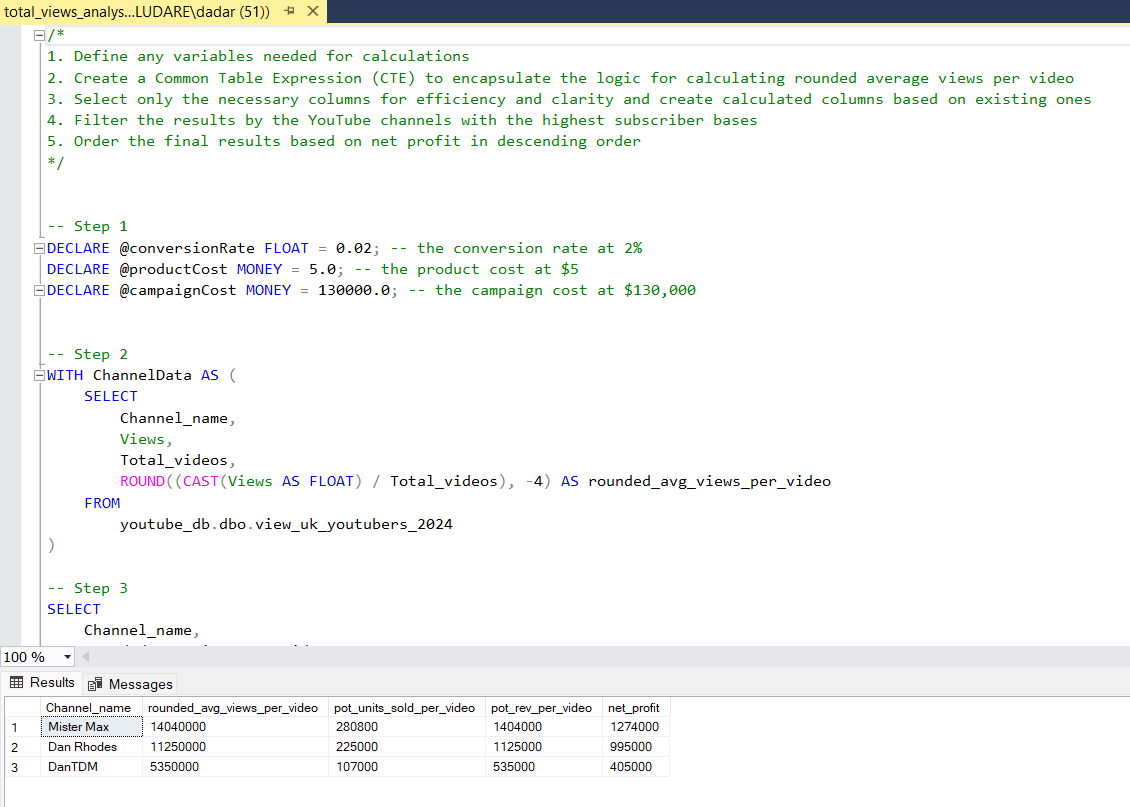 total_views_analys...LUDARE\dadar (51))
/*
1. Define any variables needed for calculations
2. Create a Common Table Expression (CTE) to encapsulate the logic for calculating rounded average views per video
3. Select only the necessary columns for efficiency and clarity and create calculated columns based on existing ones
4. Filter the results by the YouTube channels with the highest subscriber bases
5. Order the final results based on net profit in descending order
*/
-- Step 1
DECLARE @conversionRate FLOAT = 0.02; -- the conversion rate at 2%
DECLARE @productCost MONEY = 5.0; -- the product cost at $5
DECLARE @campaignCost MONEY = 130000.0; -- the campaign cost at $130,000
-- Step 2
WITH ChannelData AS (
SELECT
Channel_name,
Views,
Total_videos,
ROUND((CAST(Views AS FLOAT) / Total_videos), -4) AS rounded_avg_views_per_video
FROM
youtube_db.dbo.view_uk_youtubers_2024
)
-- Step 3
SELECT
Channel_name,
100 %
Results Messages
Channel_name rounded_avg_views_per_video pot_units_sold_per_video pot_rev_per_video net_profit
1 Mister Max 14040000 280800 1404000 1274000
2 Dan Rhodes 11250000 225000 1125000 995000
3 DanTDM 5350000 107000 535000 405000